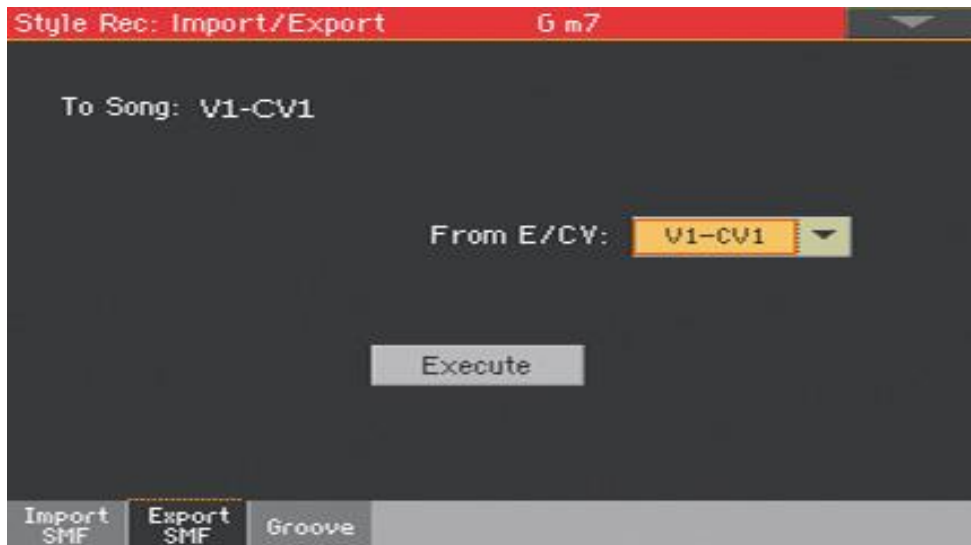 Style Rec: Import/Export G m7
To Song: V1-CV1
From E/CV: V1-CV1
Execute
Import SMF Export SMF Groove